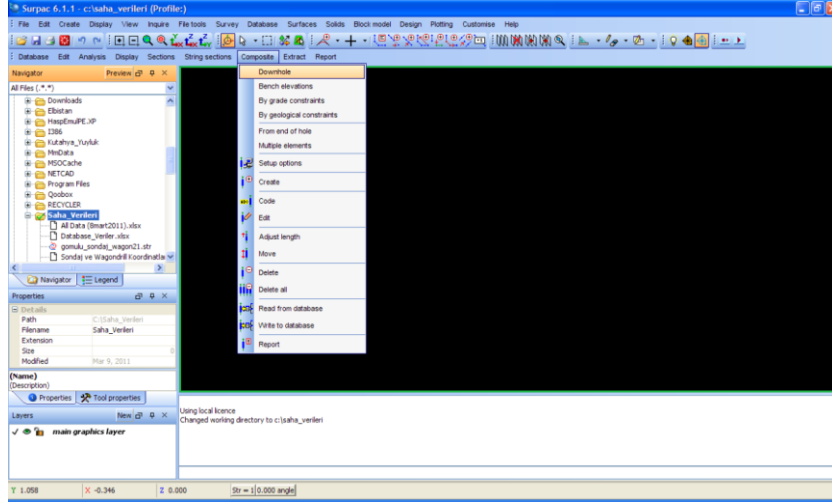 Surpac 6.1.1 - c:\saha_verileri (Profile:)
File Edit Create Display View Inquire File tools Survey Database Surfaces Solids Block model Design Plotting Customise Help
Database Edit Analysis Display Sections String sections Composite Extract Report
Navigator Preview
All Files (*.*)
Downloads
Elbistan
HaspEmulPE.XP
I386
Kutahya_Yuyluk
MmData
MSOCache
NETCAD
Program Files
Qoobox
RECYCLER
Saha_Verileri
All Data (8mart2011).xlsx
Database_Veriler.xlsx
gomulu_sondaj_wagon21.str
Sondaj ve Wagondrill Koordinatla
Navigator Legend
Downhole
Bench elevations
By grade constraints
By geological constraints
From end of hole
Multiple elements
Setup options
Create
Code
Edit
Adjust length
Move
Delete
Delete all
Read from database
Write to database
Report
Properties
Details
Path C:\Saha_Verileri
Filename Saha_Verileri
Extension
Size 0
Modified Mar 9, 2011
(Name)
(Description)
Properties Tool properties
Layers New
main graphics layer
Using local licence
Changed working directory to c:\saha_verileri
Y 1.058 X -0.346 Z 0.000 Str = 1 0.000 angle